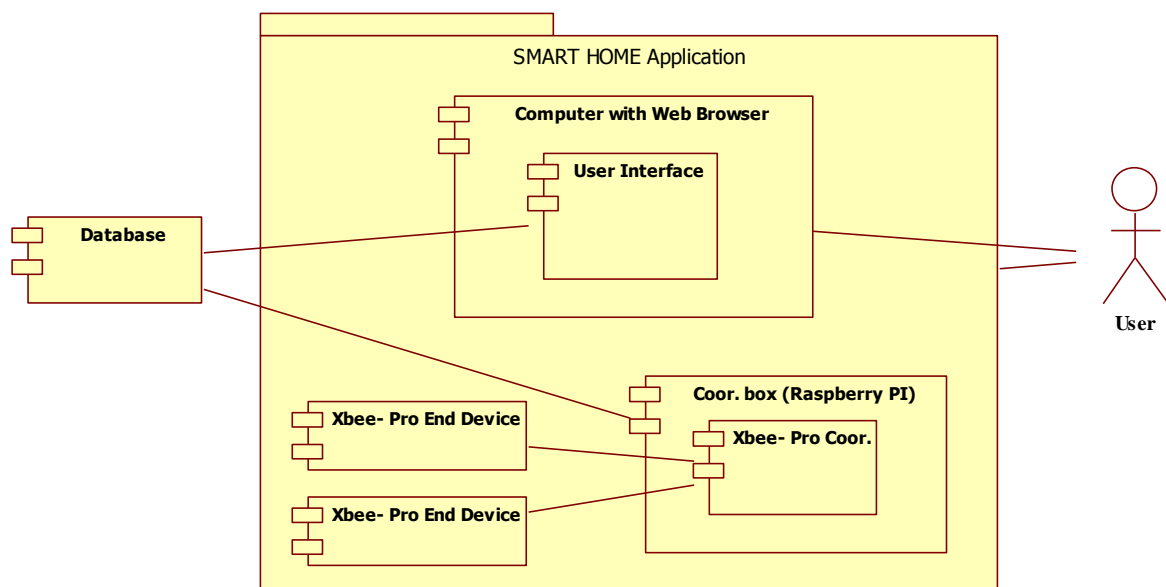 SMART HOME Application
Computer with Web Browser
User Interface
Database
User
Coor. box (Raspberry PI)
Xbee- Pro End Device
Xbee- Pro Coor.
Xbee- Pro End Device